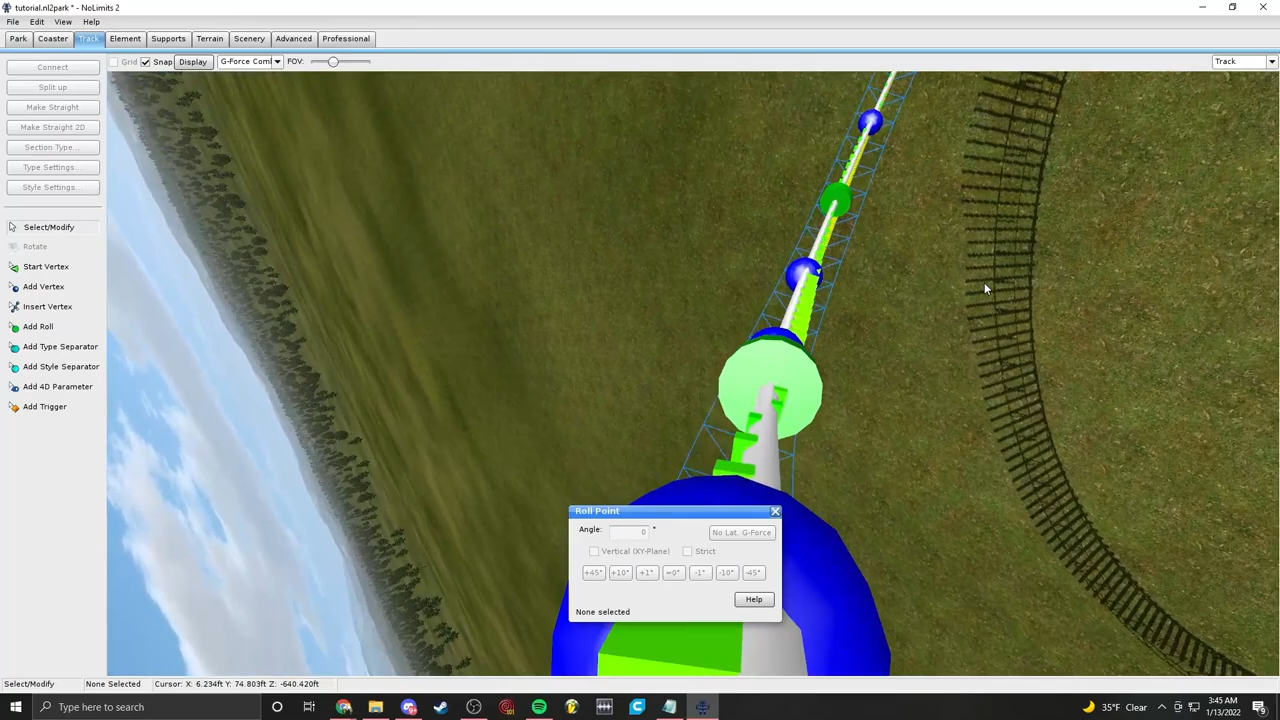 tutorial.nl2park * - NoLimits 2
File Edit View Help
Park Coaster Track Element Supports Terrain Scenery Advanced Professional
Grid Snap Display G-Force Coml FOV: Track
Connect
Split up
Make Straight
Make Straight 2D
Section Type...
Type Settings...
Style Settings...
Select/Modify
Rotate
Start Vertex
Add Vertex
Insert Vertex
Add Roll
Add Type Separator
Add Style Separator
Add 4D Parameter
Add Trigger
Roll Point
Angle: 0 ° No Lat. G-Force
Vertical (XY-Plane) Strict
+45° +10° +1° =0° -1° -10° -45°
Help
None selected
Select/Modify None Selected Cursor: X: 6.234ft Y: 74.803ft Z: -640.420ft
Type here to search
35°F Clear
3:45 AM
1/13/2022